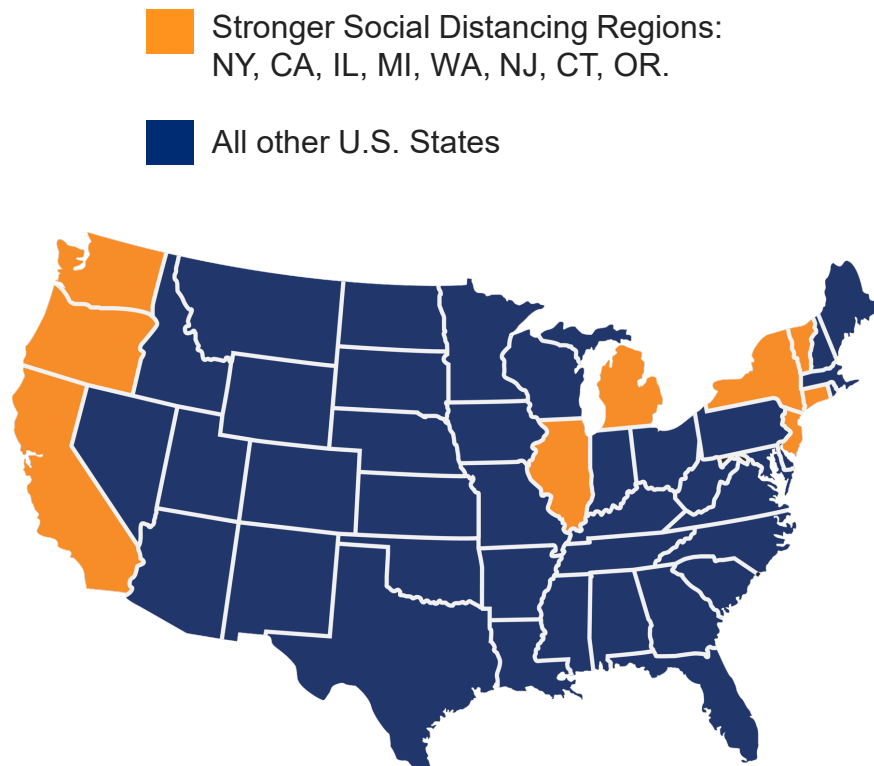 Stronger Social Distancing Regions:
NY, CA, IL, MI, WA, NJ, CT, OR.
All other U.S. States